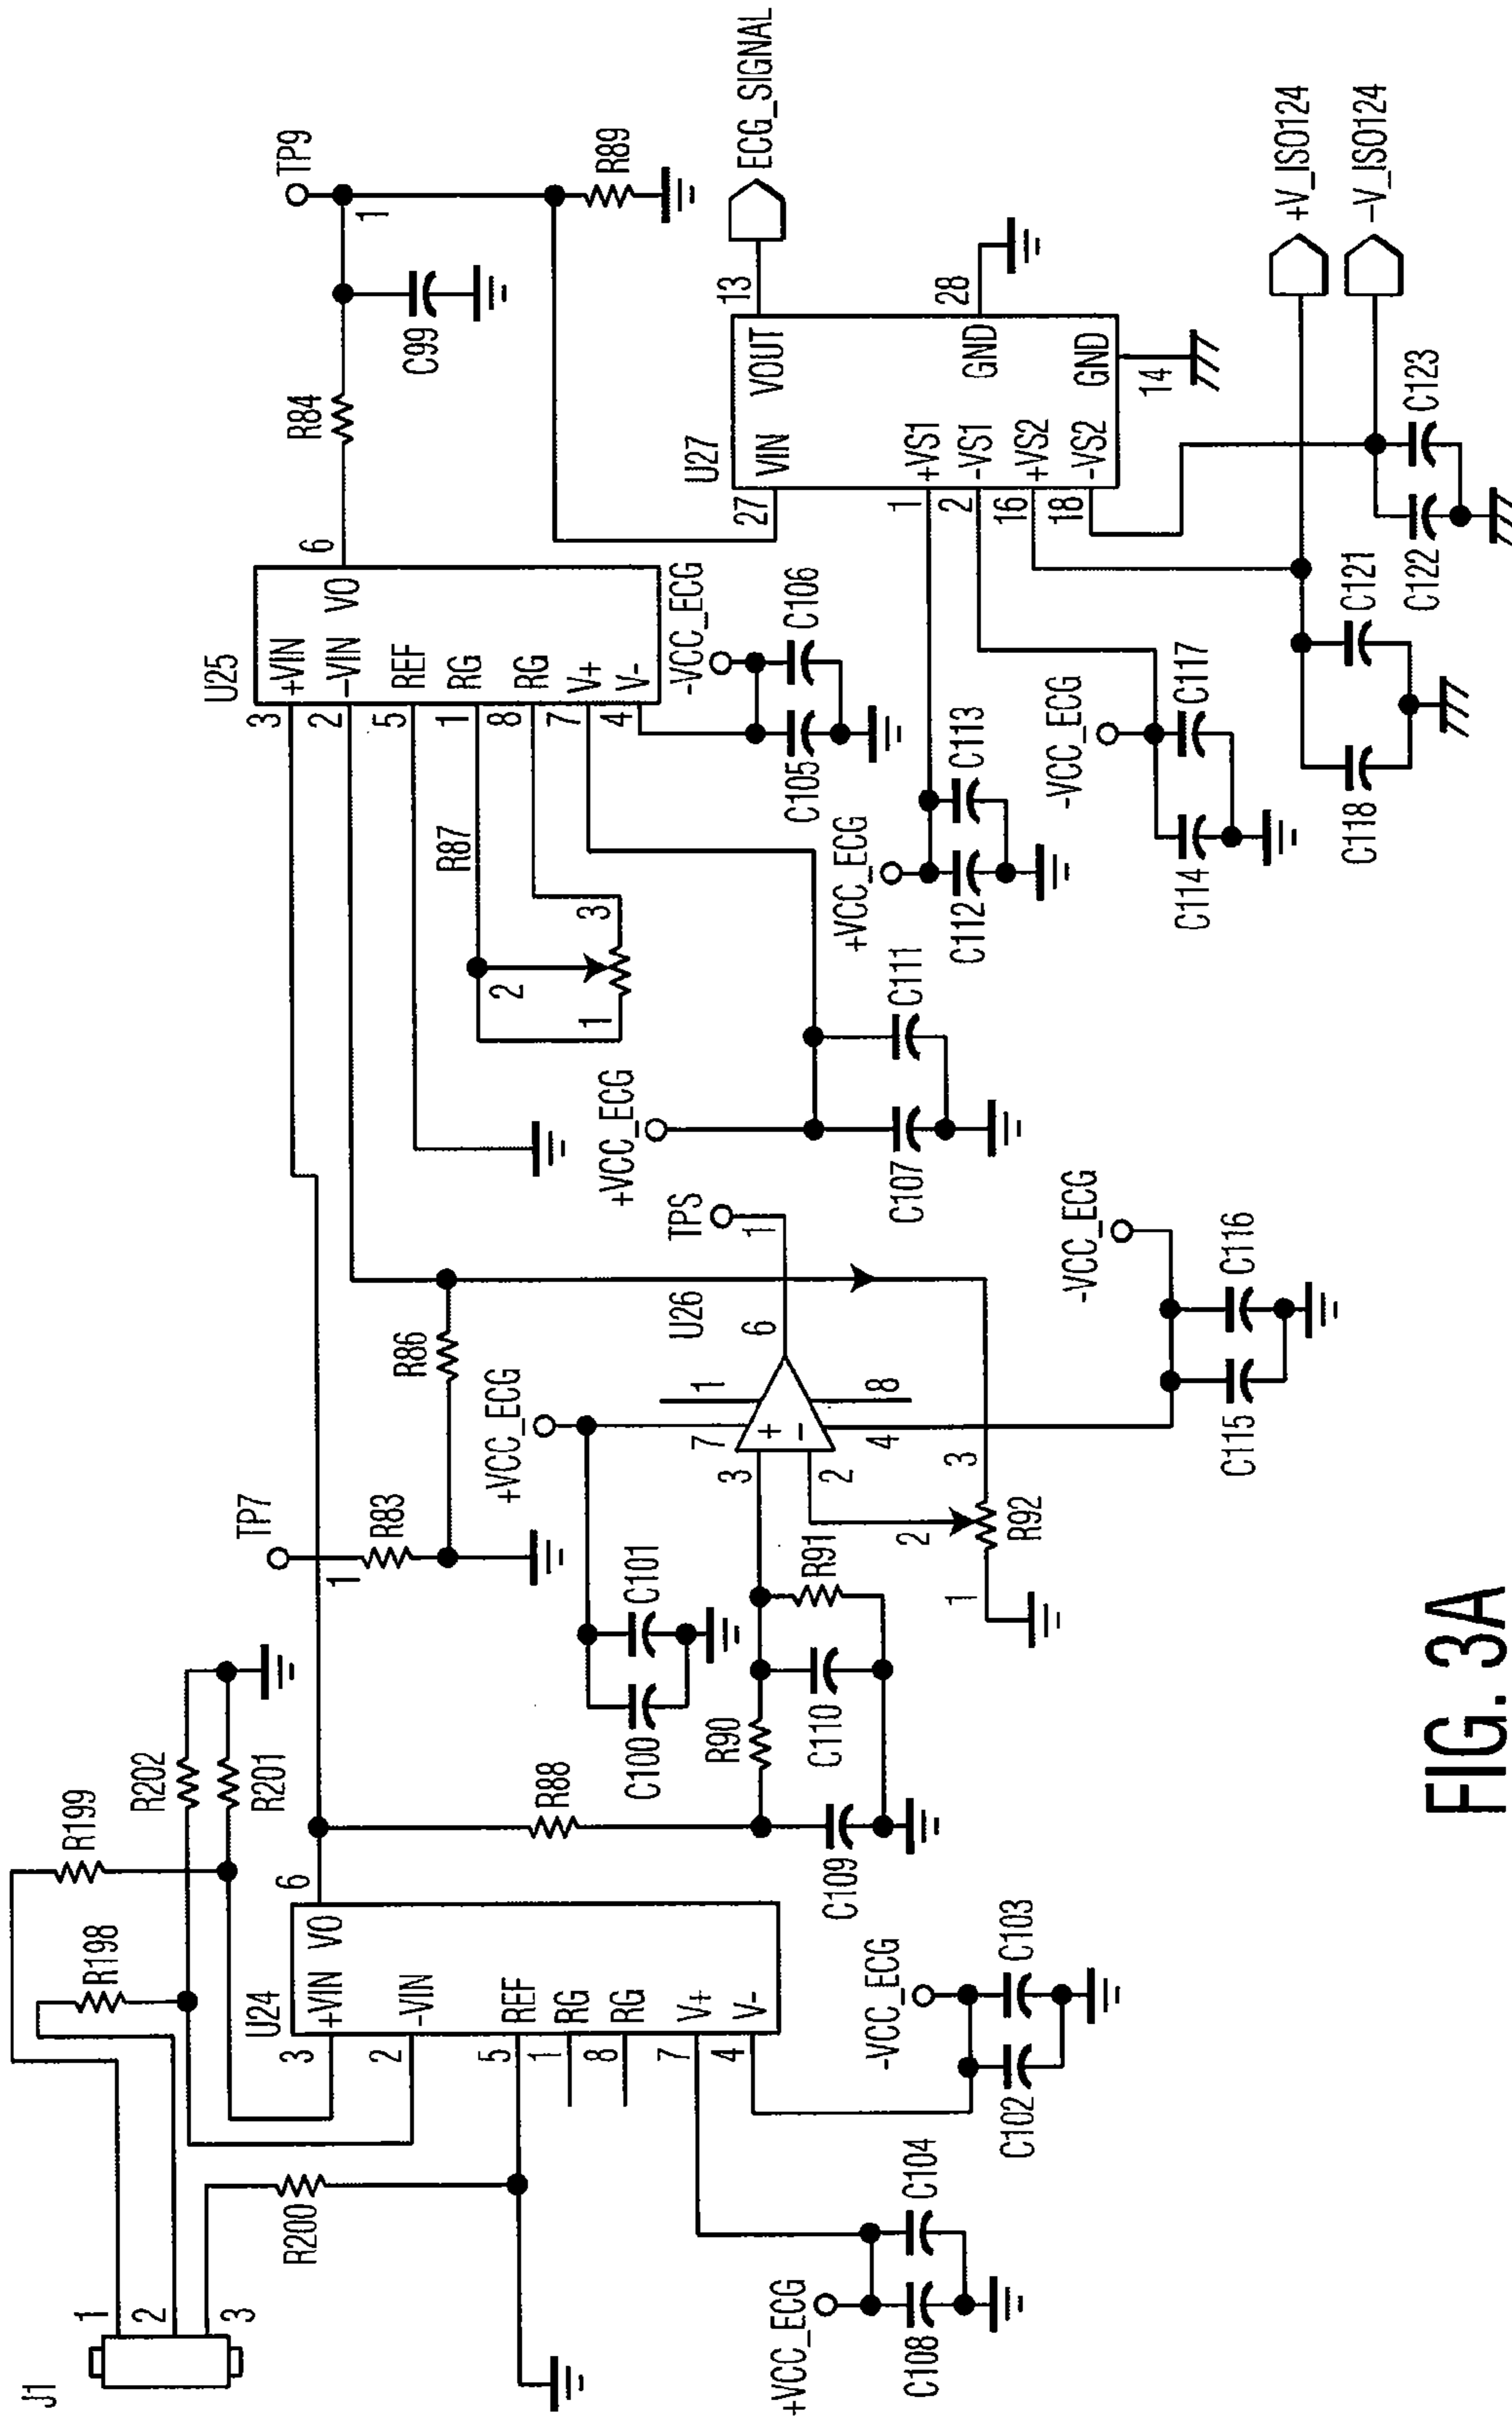 J1
1
2
3
R199
R198
R202
R201
R200
U24
3
+VIN
VO
6
2
-VIN
5
REF
1
RG
8
RG
7
V+
4
V-
+VCC_ECG
C108
C104
-VCC_ECG
C102
C103
R88
R90
C109
C110
R91
C100
C101
+VCC_ECG
TP7
1
R83
R86
U26
7
1
3
+
2
-
6
4
8
TPS
1
2
1
3
R92
-VCC_ECG
C115
C116
U25
3
+VIN
2
-VIN
VO
6
5
REF
1
RG
8
RG
7
V+
4
V-
R87
2
1
3
+VCC_ECG
C107
C111
-VCC_ECG
C105
C106
R84
C99
TP9
1
R89
U27
27
VIN
VOUT
13
ECG_SIGNAL
1
+VS1
2
-VS1
GND
28
16
+VS2
18
-VS2
GND
14
+VCC_ECG
C112
C113
-VCC_ECG
C114
C117
C118
C121
C122
C123
+V_ISO124
-V_ISO124
FIG. 3A